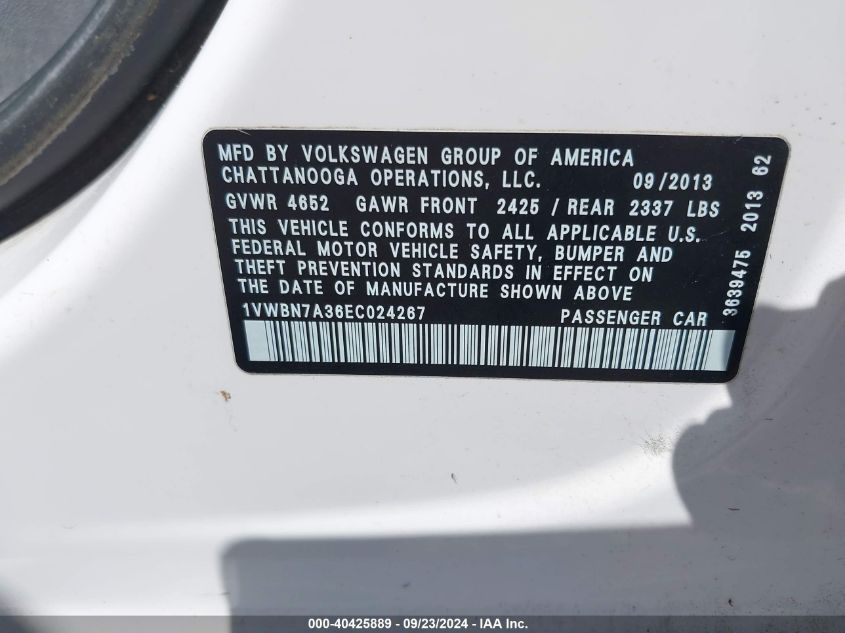 MFD BY VOLKSWAGEN GROUP OF AMERICA
CHATTANOOGA OPERATIONS, LLC. 09/2013
GVWR 4652 GAWR FRONT 2425 / REAR 2337 LBS
THIS VEHICLE CONFORMS TO ALL APPLICABLE U.S.
FEDERAL MOTOR VEHICLE SAFETY, BUMPER AND
THEFT PREVENTION STANDARDS IN EFFECT ON
THE DATE OF MANUFACTURE SHOWN ABOVE
1VWBN7A36EC024267 PASSENGER CAR
3639475 2013 62
000-40425889 - 09/23/2024 - IAA Inc.